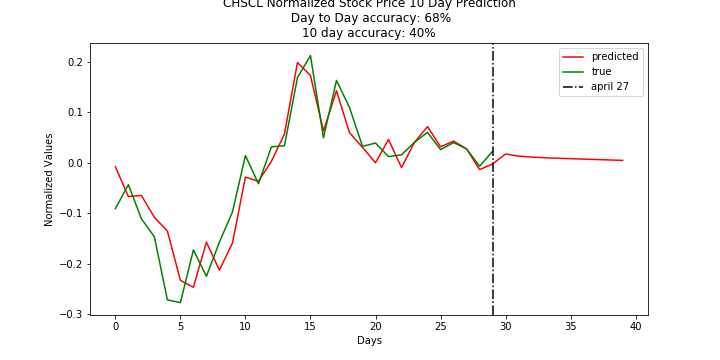 CHSCL Normalized Stock Price 10 Day Prediction
Day to Day accuracy: 68%
10 day accuracy: 40%
predicted
true
april 27
0.2
0.1
0.0
−0.1
−0.2
−0.3
Normalized Values
0
5
10
15
20
25
30
35
40
Days